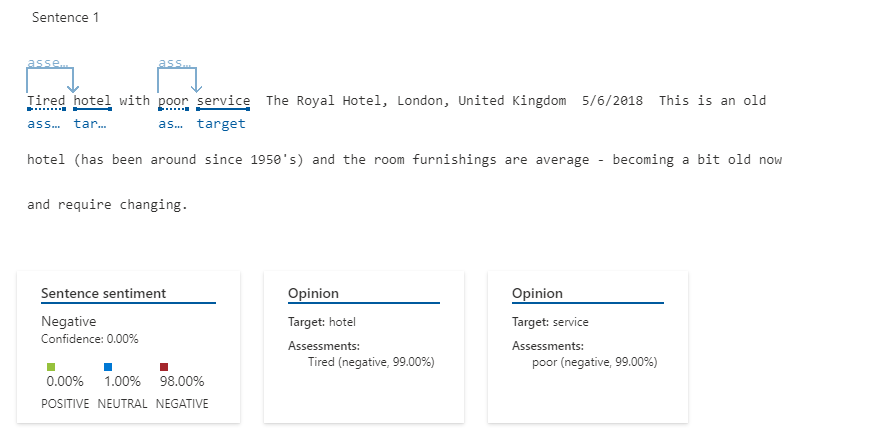 Sentence 1
asse... ass...
Tired hotel with poor service The Royal Hotel, London, United Kingdom 5/6/2018 This is an old
ass... tar... as... target
hotel (has been around since 1950's) and the room furnishings are average - becoming a bit old now
and require changing.
Sentence sentiment
Negative
Confidence: 0.00%
0.00% 1.00% 98.00%
POSITIVE NEUTRAL NEGATIVE
Opinion
Target: hotel
Assessments:
Tired (negative, 99.00%)
Opinion
Target: service
Assessments:
poor (negative, 99.00%)